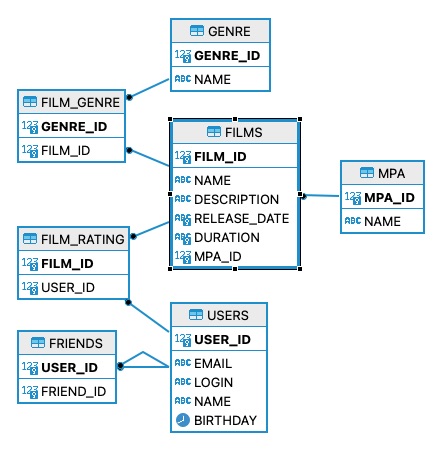 GENRE
123 GENRE_ID
ABC NAME
FILM_GENRE
123 GENRE_ID
123 FILM_ID
FILMS
123 FILM_ID
ABC NAME
ABC DESCRIPTION
ABC RELEASE_DATE
123 DURATION
123 MPA_ID
MPA
123 MPA_ID
ABC NAME
FILM_RATING
123 FILM_ID
123 USER_ID
USERS
123 USER_ID
ABC EMAIL
ABC LOGIN
ABC NAME
BIRTHDAY
FRIENDS
123 USER_ID
123 FRIEND_ID